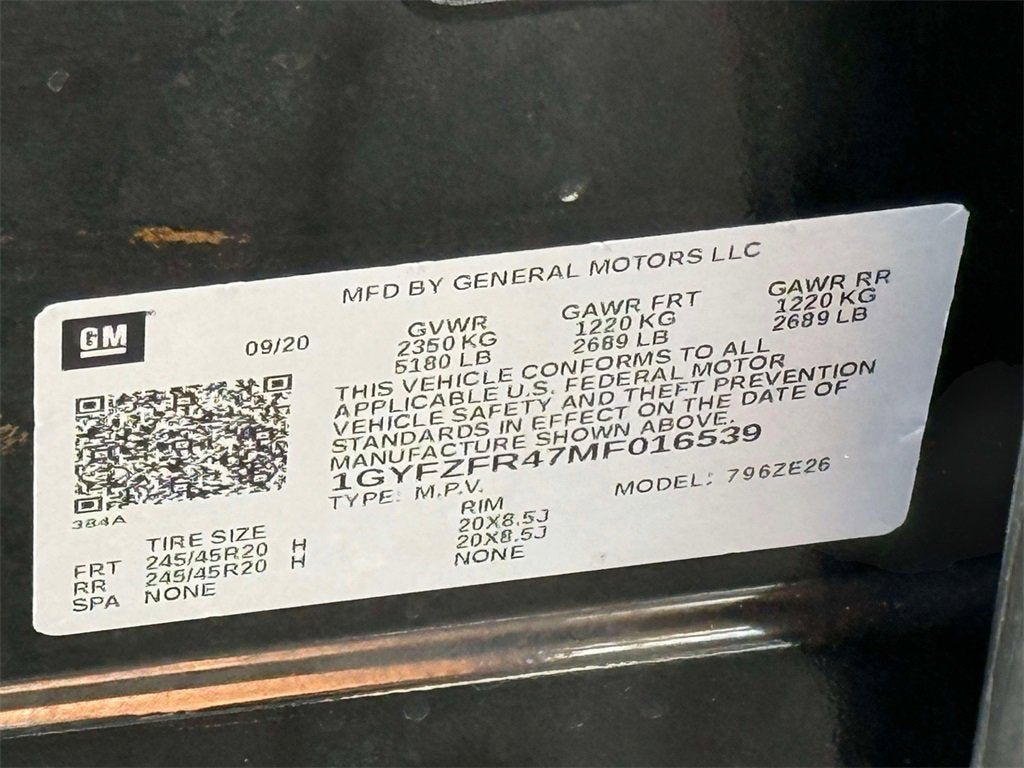 MFD BY GENERAL MOTORS LLC
GM
09/20
GVWR
2350 KG
5180 LB
GAWR FRT
1220 KG
2689 LB
GAWR RR
1220 KG
2689 LB
THIS VEHICLE CONFORMS TO ALL
APPLICABLE U.S. FEDERAL MOTOR
VEHICLE SAFETY AND THEFT PREVENTION
STANDARDS IN EFFECT ON THE DATE OF
MANUFACTURE SHOWN ABOVE.
1GYFZFR47MF016539
TYPE: M.P.V. MODEL: 796ZE26
384A
TIRE SIZE RIM
FRT 245/45R20 H 20X8.5J
RR 245/45R20 H 20X8.5J
SPA NONE NONE